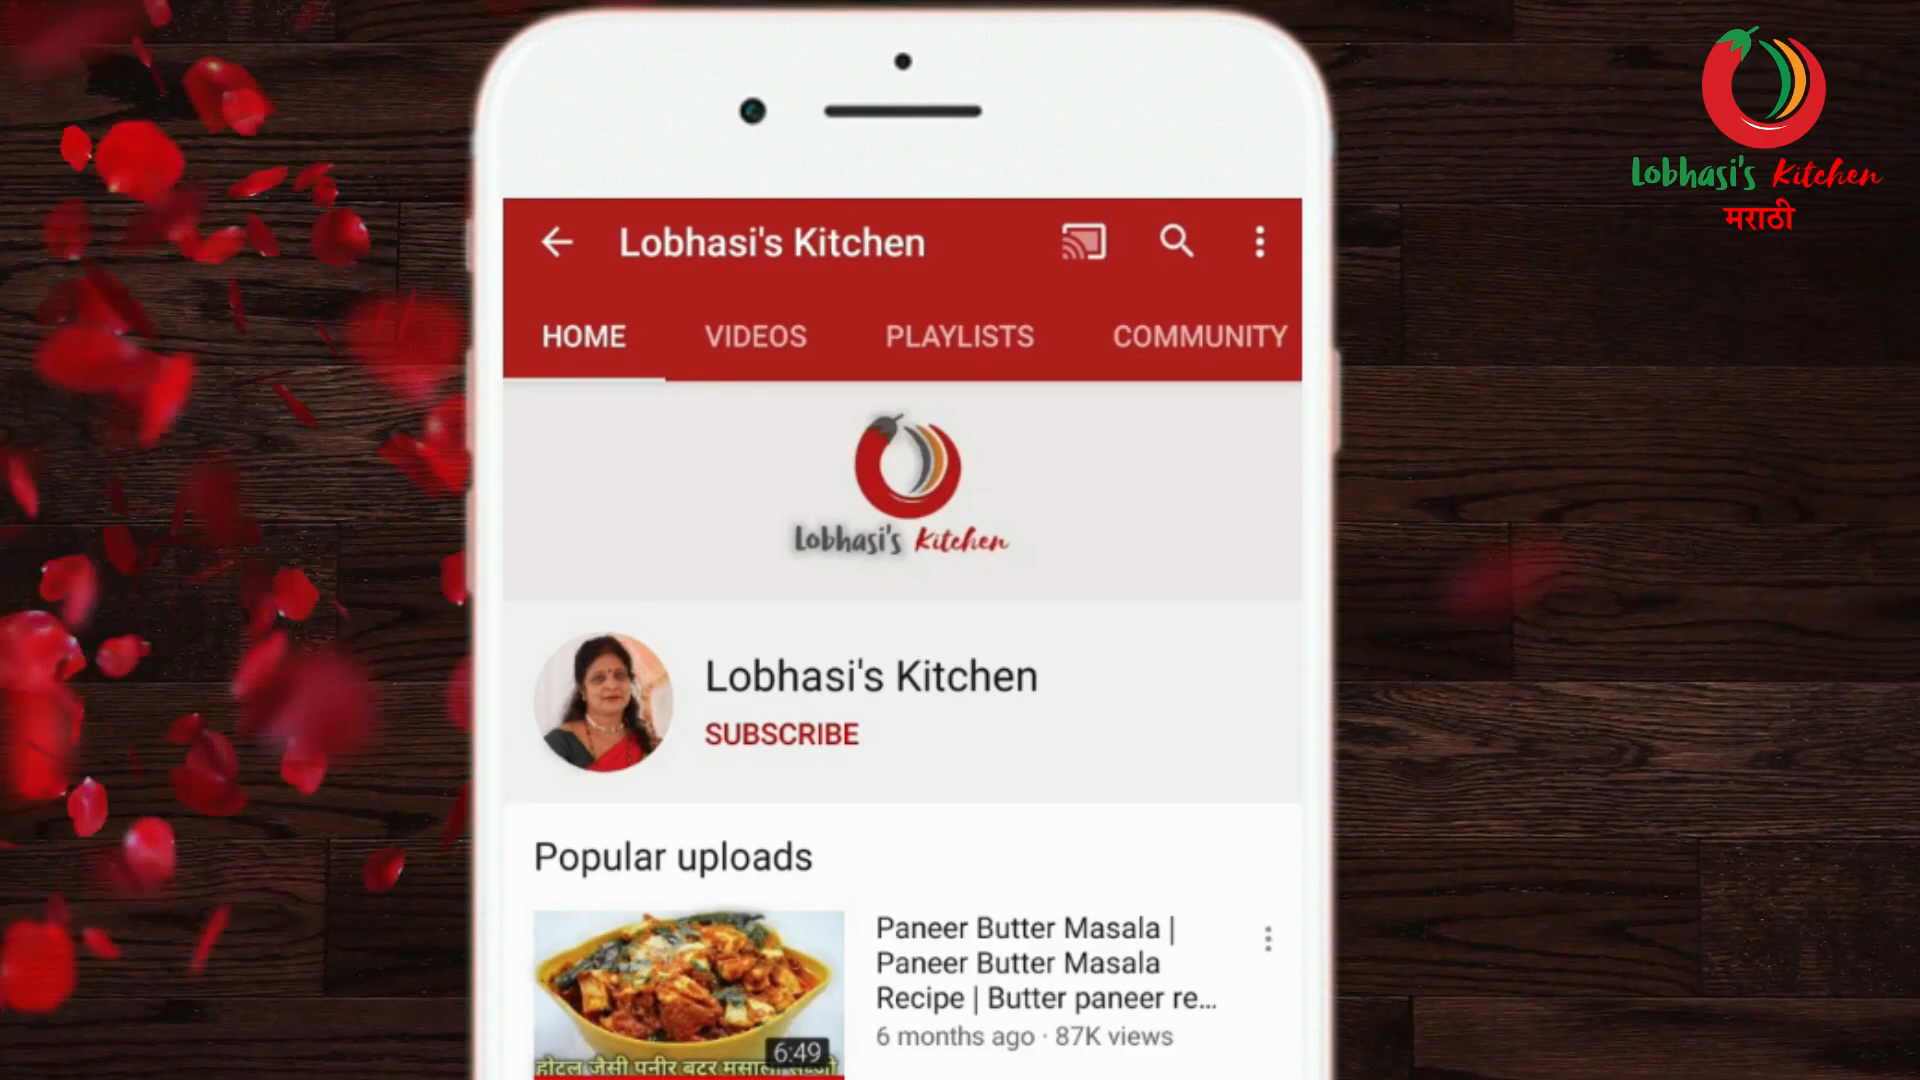 Lobhasi's Kitchen
मराठी
Lobhasi's Kitchen
HOME VIDEOS PLAYLISTS COMMUNITY
Lobhasi's Kitchen
Lobhasi's Kitchen
SUBSCRIBE
Popular uploads
Paneer Butter Masala |
Paneer Butter Masala
Recipe | Butter paneer re...
6 months ago · 87K views
6:49
होटल जैसी पनीर बटर मसाला